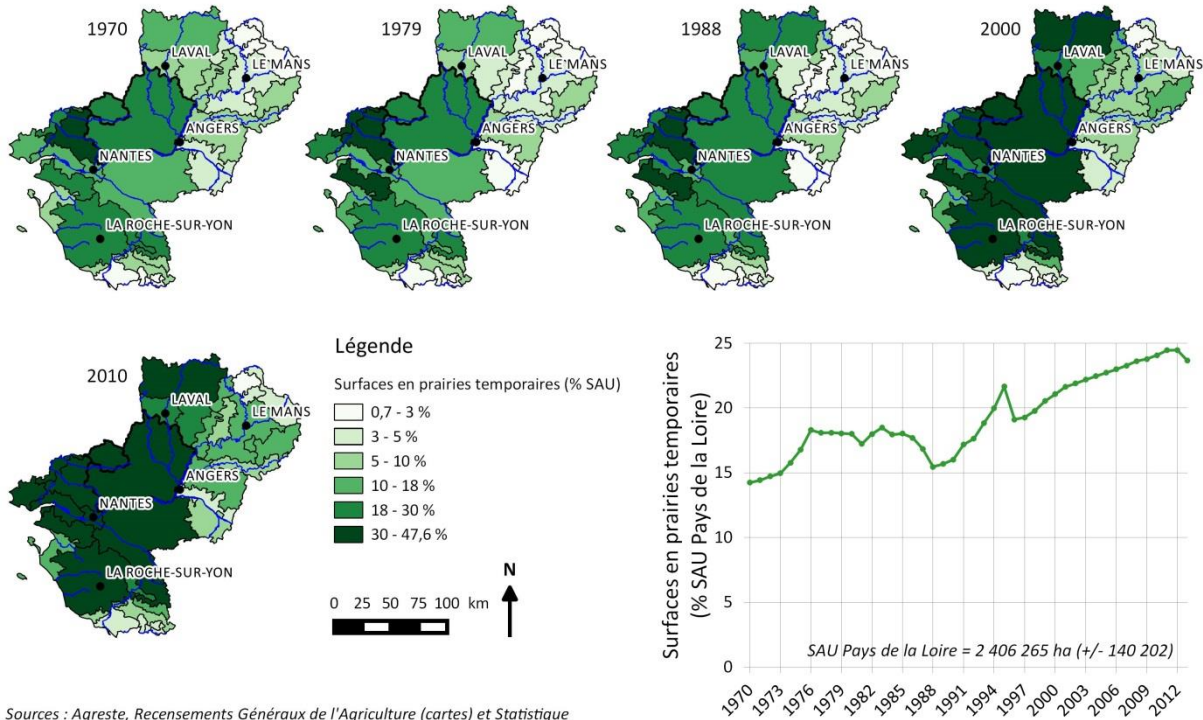 1970
LAVAL
LE MANS
ANGERS
NANTES
LA ROCHE-SUR-YON
1979
LAVAL
LE MANS
ANGERS
NANTES
LA ROCHE-SUR-YON
1988
LAVAL
LE MANS
ANGERS
NANTES
LA ROCHE-SUR-YON
2000
LAVAL
LE MANS
ANGERS
NANTES
LA ROCHE-SUR-YON
2010
LAVAL
LE MANS
ANGERS
NANTES
LA ROCHE-SUR-YON
Légende
Surfaces en prairies temporaires (% SAU)
0,7 - 3 %
3 - 5 %
5 - 10 %
10 - 18 %
18 - 30 %
30 - 47,6 %
0 25 50 75 100 km
N
Surfaces en prairies temporaires
(% SAU Pays de la Loire)
25
20
15
10
5
0
SAU Pays de la Loire = 2 406 265 ha (+/- 140 202)
1970 1973 1976 1979 1982 1985 1988 1991 1994 1997 2000 2003 2006 2009 2012
Sources : Agreste, Recensements Généraux de l'Agriculture (cartes) et Statistique